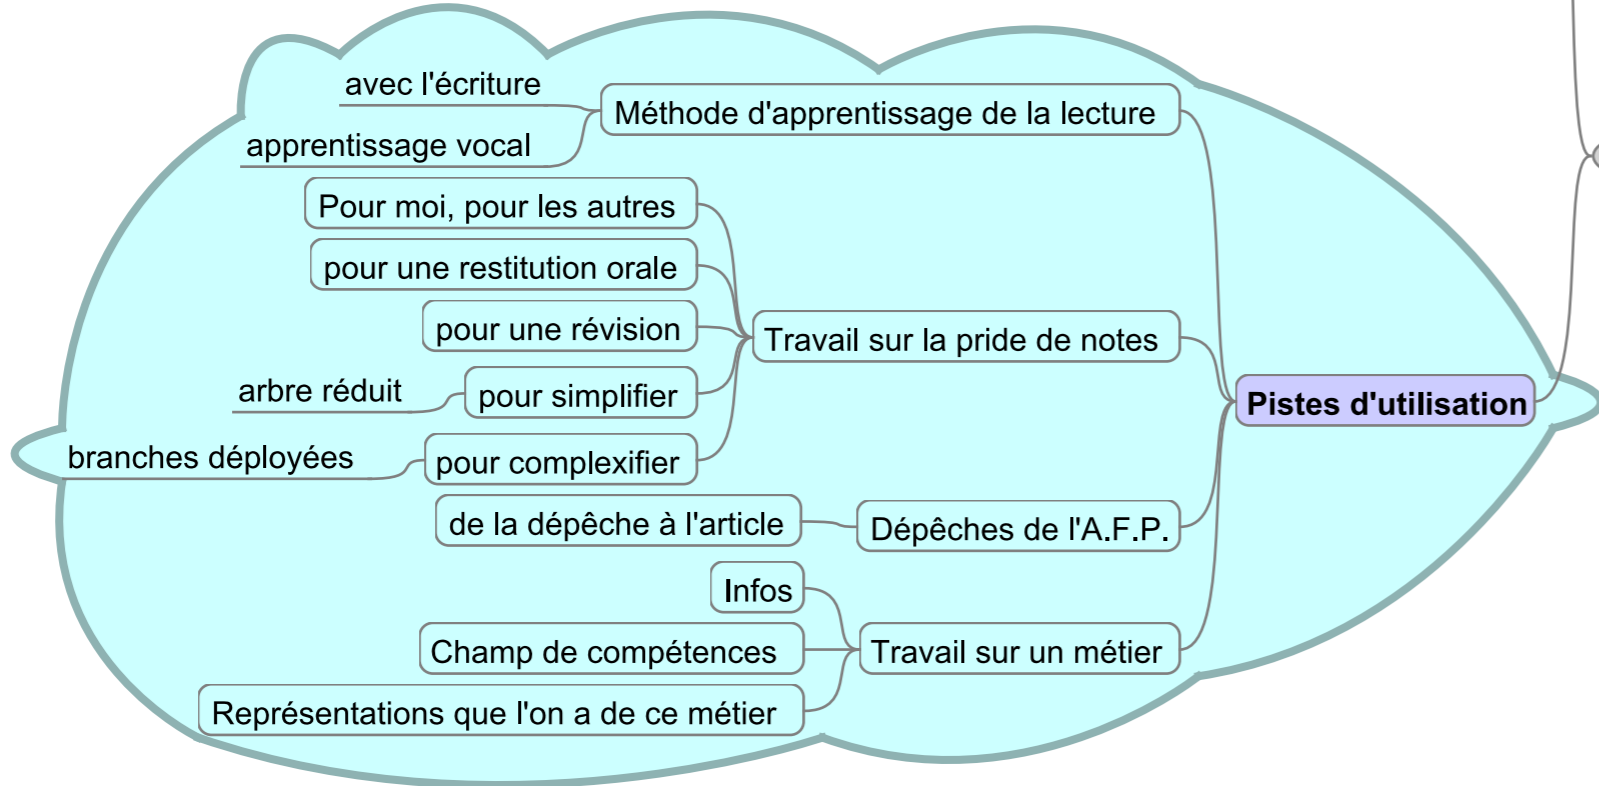 avec l'écriture
Méthode d'apprentissage de la lecture
apprentissage vocal
Pour moi, pour les autres
pour une restitution orale
pour une révision
Travail sur la pride de notes
arbre réduit
pour simplifier
Pistes d'utilisation
branches déployées
pour complexifier
de la dépêche à l'article
Dépêches de l'A.F.P.
Infos
Champ de compétences
Travail sur un métier
Représentations que l'on a de ce métier